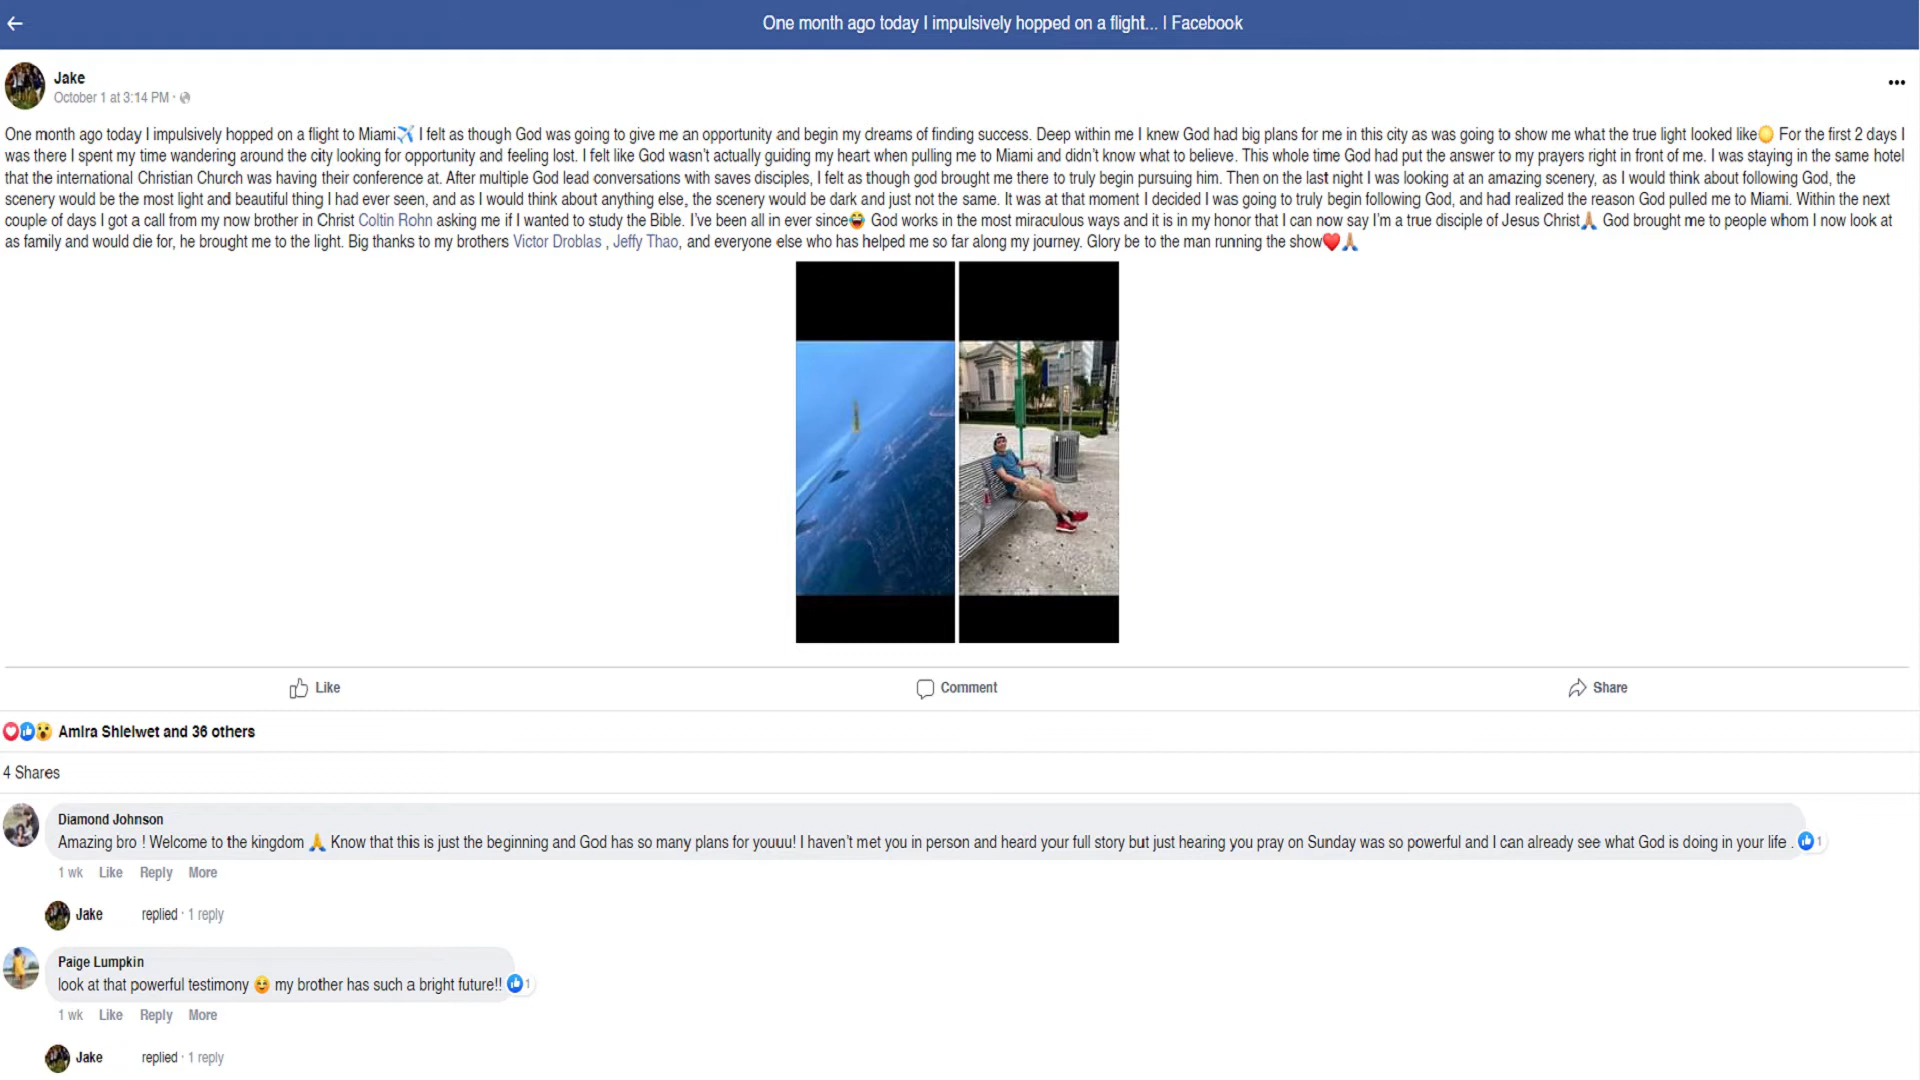 One month ago today I impulsively hopped on a flight... | Facebook
Jake
October 1 at 3:14 PM ·
One month ago today I impulsively hopped on a flight to Miami✈️ I felt as though God was going to give me an opportunity and begin my dreams of finding success. Deep within me I knew God had big plans for me in this city as was going to show me what the true light looked like🌕 For the first 2 days I
was there I spent my time wandering around the city looking for opportunity and feeling lost. I felt like God wasn't actually guiding my heart when pulling me to Miami and didn't know what to believe. This whole time God had put the answer to my prayers right in front of me. I was staying in the same hotel
that the international Christian Church was having their conference at. After multiple God lead conversations with saves disciples, I felt as though god brought me there to truly begin pursuing him. Then on the last night I was looking at an amazing scenery, as I would think about following God, the
scenery would be the most light and beautiful thing I had ever seen, and as I would think about anything else, the scenery would be dark and just not the same. It was at that moment I decided I was going to truly begin following God, and had realized the reason God pulled me to Miami. Within the next
couple of days I got a call from my now brother in Christ Coltin Rohn asking me if I wanted to study the Bible. I've been all in ever since😂 God works in the most miraculous ways and it is in my honor that I can now say I'm a true disciple of Jesus Christ🙏🏼 God brought me to people whom I now look at
as family and would die for, he brought me to the light. Big thanks to my brothers Victor Droblas , Jeffy Thao, and everyone else who has helped me so far along my journey. Glory be to the man running the show❤️🙏🏼
Like
Comment
Share
Amira Shlelwet and 36 others
4 Shares
Diamond Johnson
Amazing bro ! Welcome to the kingdom 🙏 Know that this is just the beginning and God has so many plans for youuu! I haven't met you in person and heard your full story but just hearing you pray on Sunday was so powerful and I can already see what God is doing in your life . 1
1 wk Like Reply More
Jake replied · 1 reply
Paige Lumpkin
look at that powerful testimony ☺️ my brother has such a bright future!! 1
1 wk Like Reply More
Jake replied · 1 reply